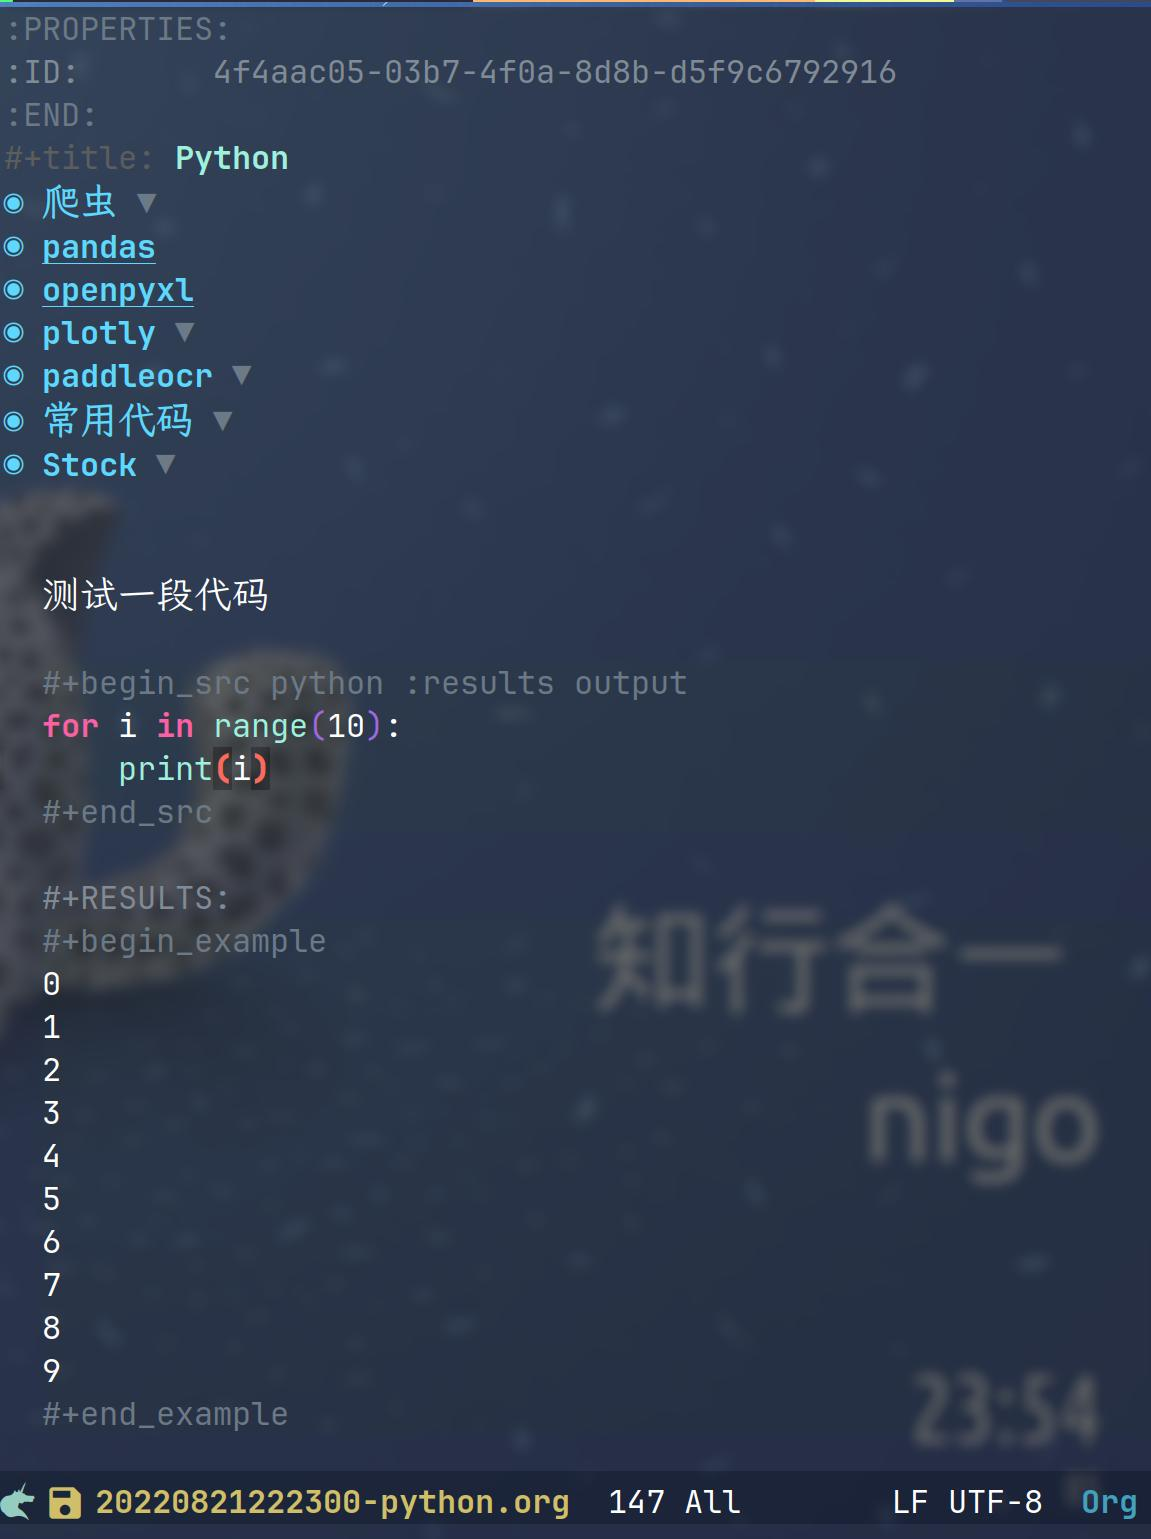 :PROPERTIES:
:ID:       4f4aac05-03b7-4f0a-8d8b-d5f9c6792916
:END:
#+title: Python
◉ 爬虫 ▼
◉ pandas
◉ openpyxl
◉ plotly ▼
◉ paddleocr ▼
◉ 常用代码 ▼
◉ Stock ▼
测试一段代码
#+begin_src python :results output
for i in range(10):
    print(i)
#+end_src
#+RESULTS:
#+begin_example
0
1
2
3
4
5
6
7
8
9
#+end_example
知行合一
nigo
23:54
20220821222300-python.org  147 All  LF UTF-8  Org